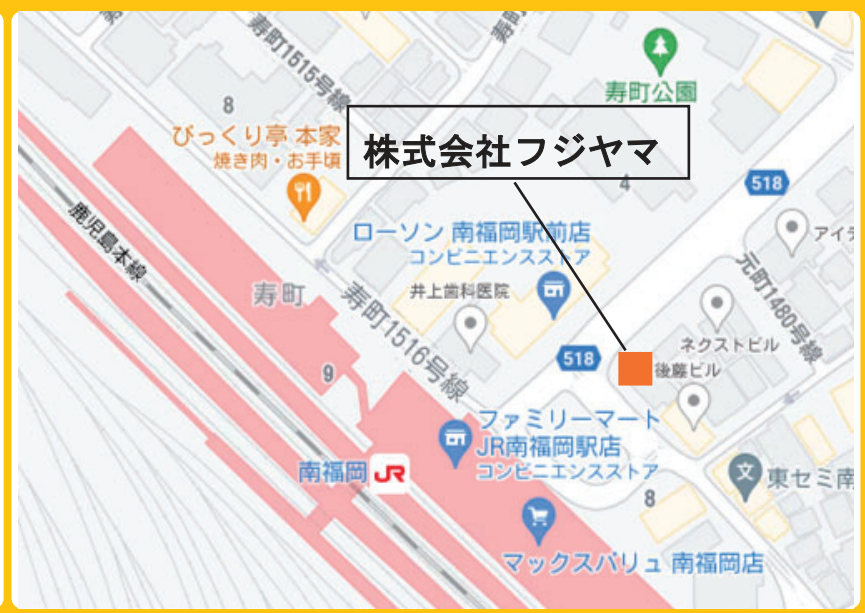 寿町1515号線
8
寿町公園
びっくり亭 本家
焼き肉・お手頃
株式会社フジヤマ
4
518
鹿児島本線
ローソン 南福岡駅前店
コンビニエンスストア
寿町
井上歯科医院
寿町1516号線
元町1480号線
ネクストビル
518
後藤ビル
9
ファミリーマート
JR南福岡駅店
コンビニエンスストア
南福岡 JR
文
東セミ南
8
マックスバリュ 南福岡店